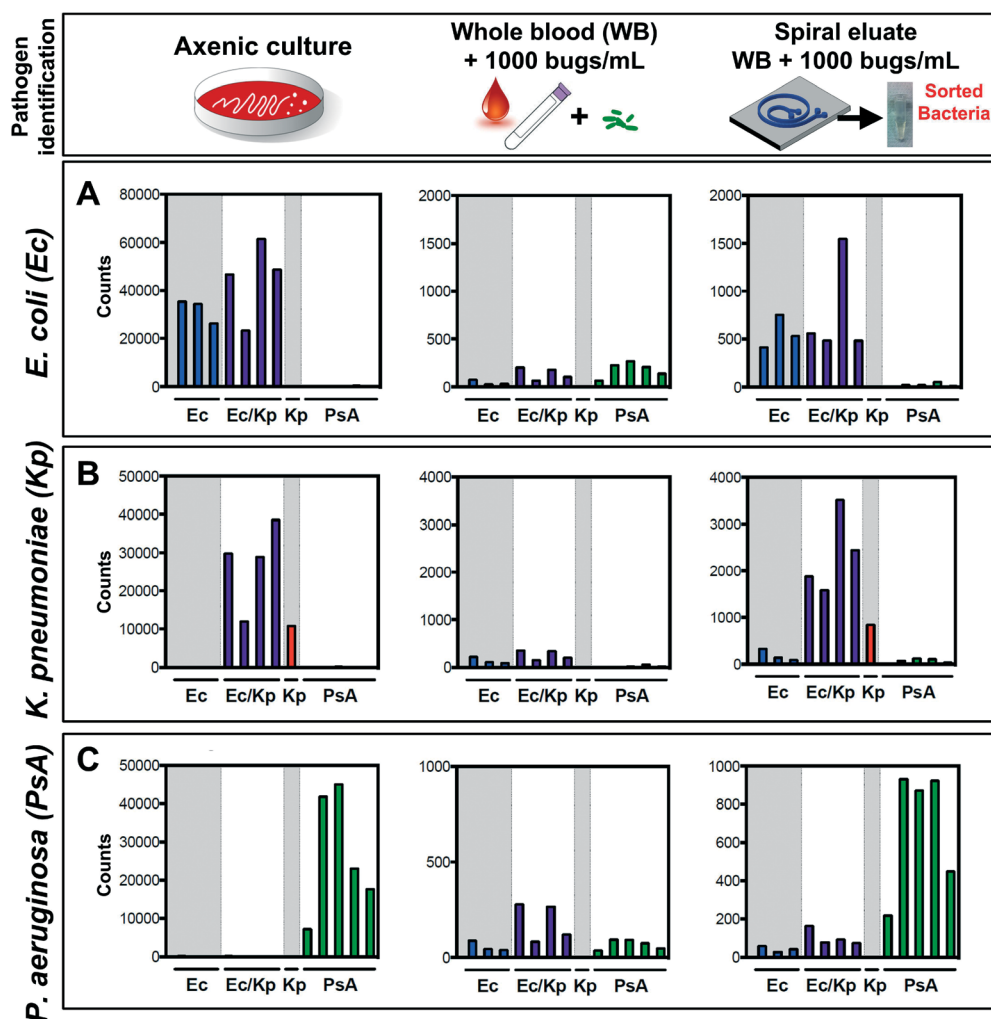 Pathogen
identification
Axenic culture
Whole blood (WB)
+ 1000 bugs/mL
+
Spiral eluate
WB + 1000 bugs/mL
Sorted
Bacteria
E. coli (Ec)
A
Counts
80000
60000
40000
20000
0
Ec Ec/Kp Kp PsA
2000
1500
1000
500
0
Ec Ec/Kp Kp PsA
2000
1500
1000
500
0
Ec Ec/Kp Kp PsA
K. pneumoniae (Kp)
B
Counts
50000
40000
30000
20000
10000
0
Ec Ec/Kp Kp PsA
4000
3000
2000
1000
0
Ec Ec/Kp Kp PsA
4000
3000
2000
1000
0
Ec Ec/Kp Kp PsA
P. aeruginosa (PsA)
C
Counts
50000
40000
30000
20000
10000
0
Ec Ec/Kp Kp PsA
1000
500
0
Ec Ec/Kp Kp PsA
1000
800
600
400
200
0
Ec Ec/Kp Kp PsA